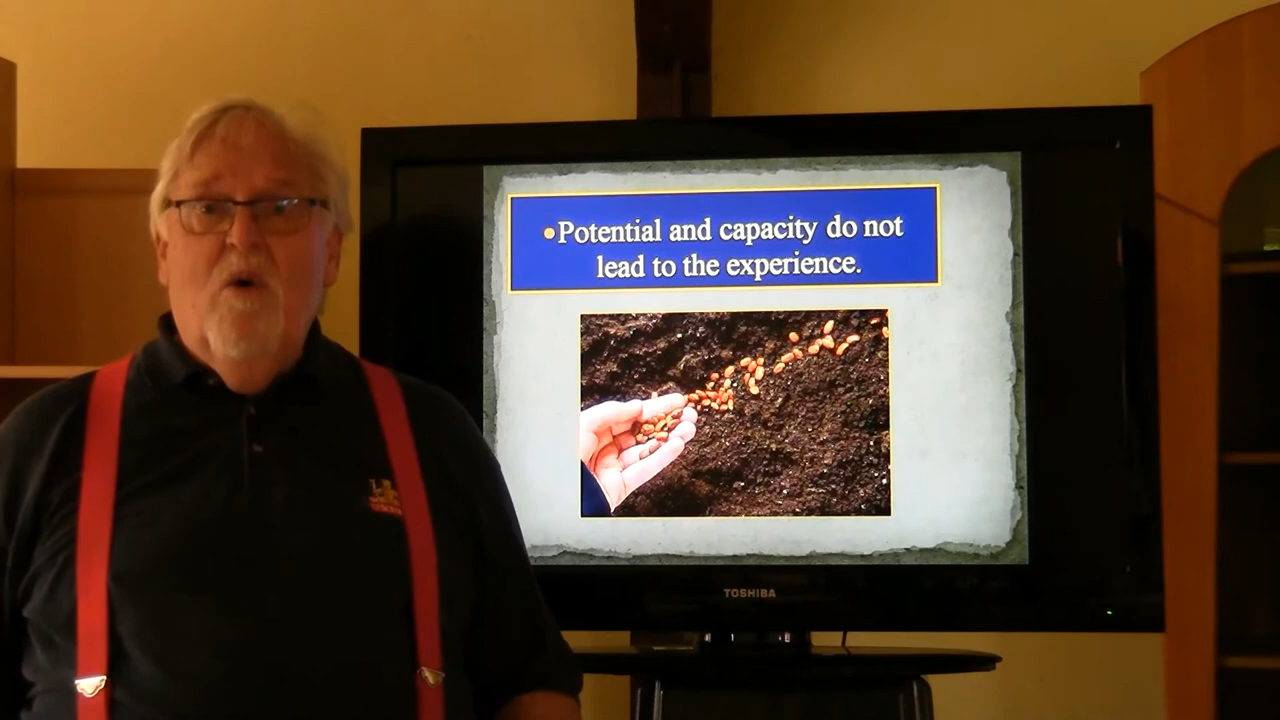 •Potential and capacity do not
lead to the experience.
TOSHIBA